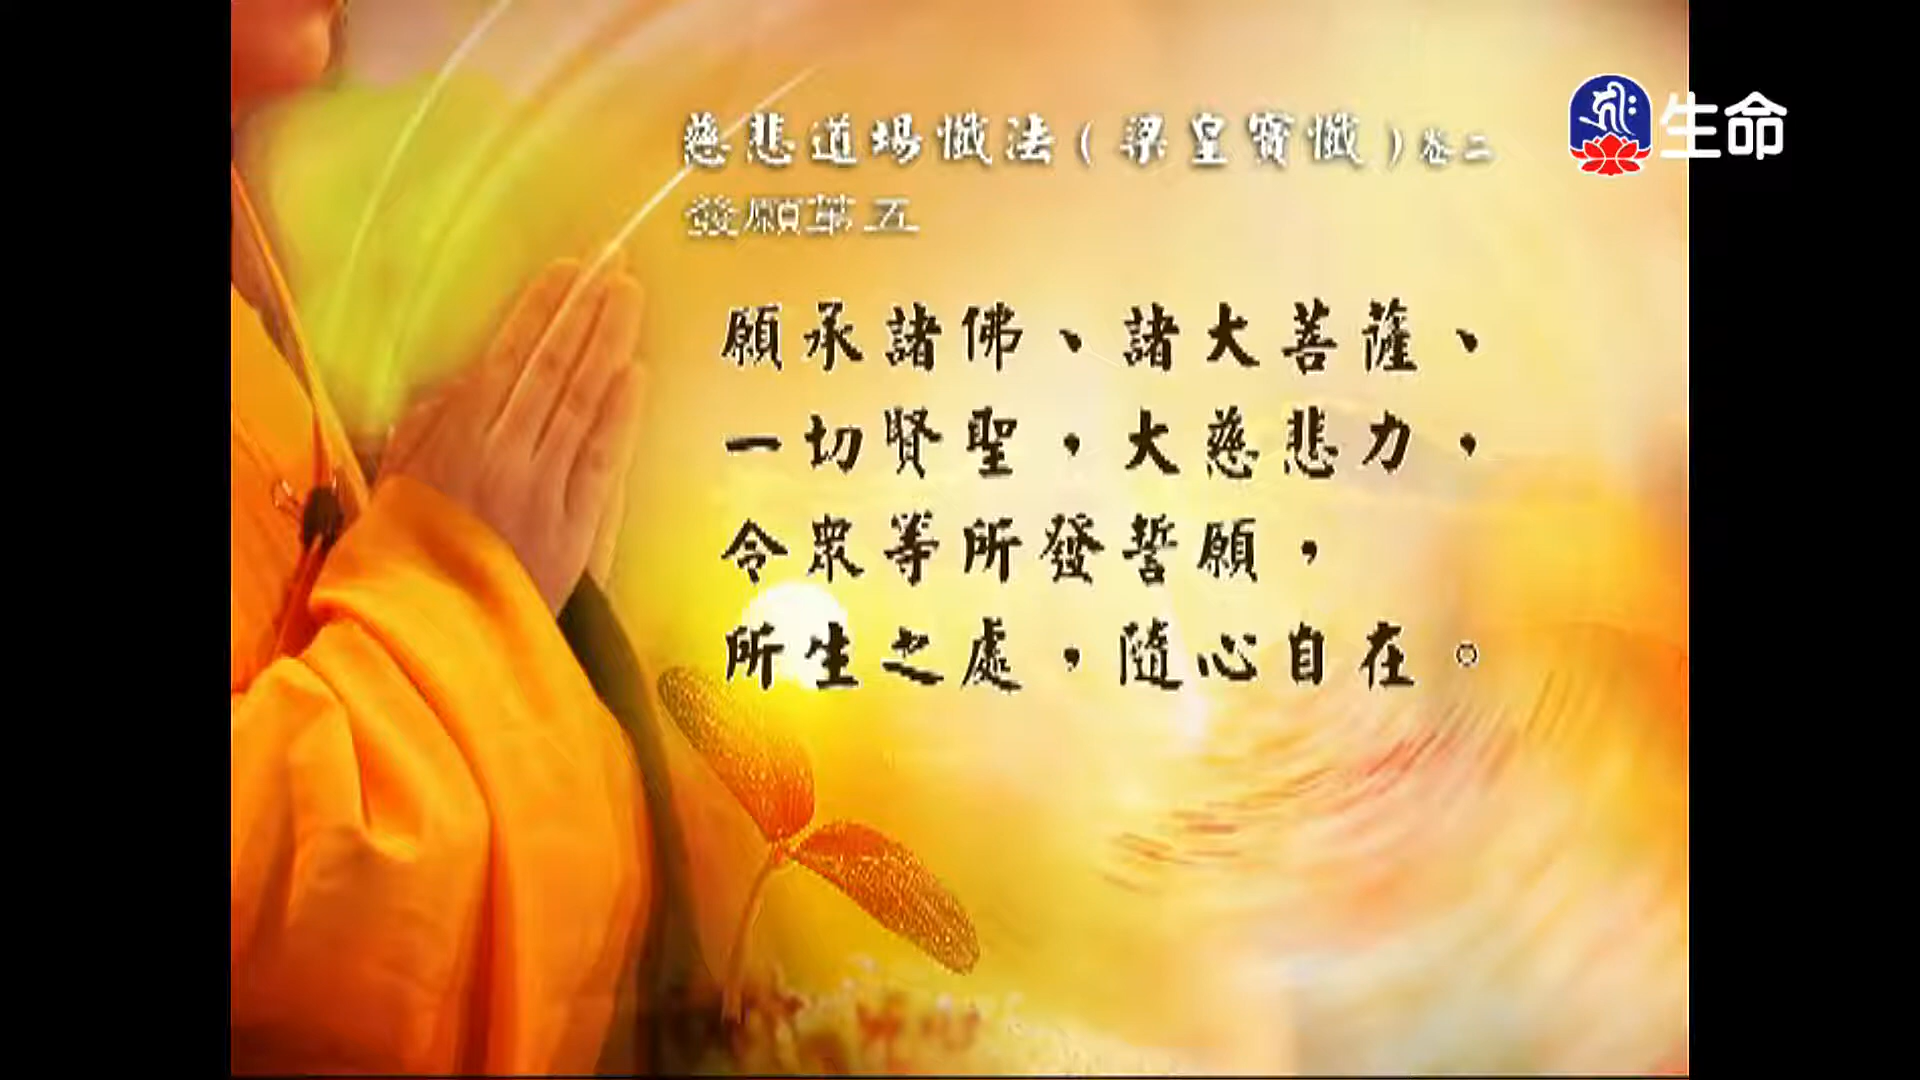 慈悲道場懺法(梁皇寶懺)卷二
發願第五
願承諸佛、諸大菩薩、
一切賢聖,大慈悲力,
令眾等所發誓願,
所生之處,隨心自在。
生命